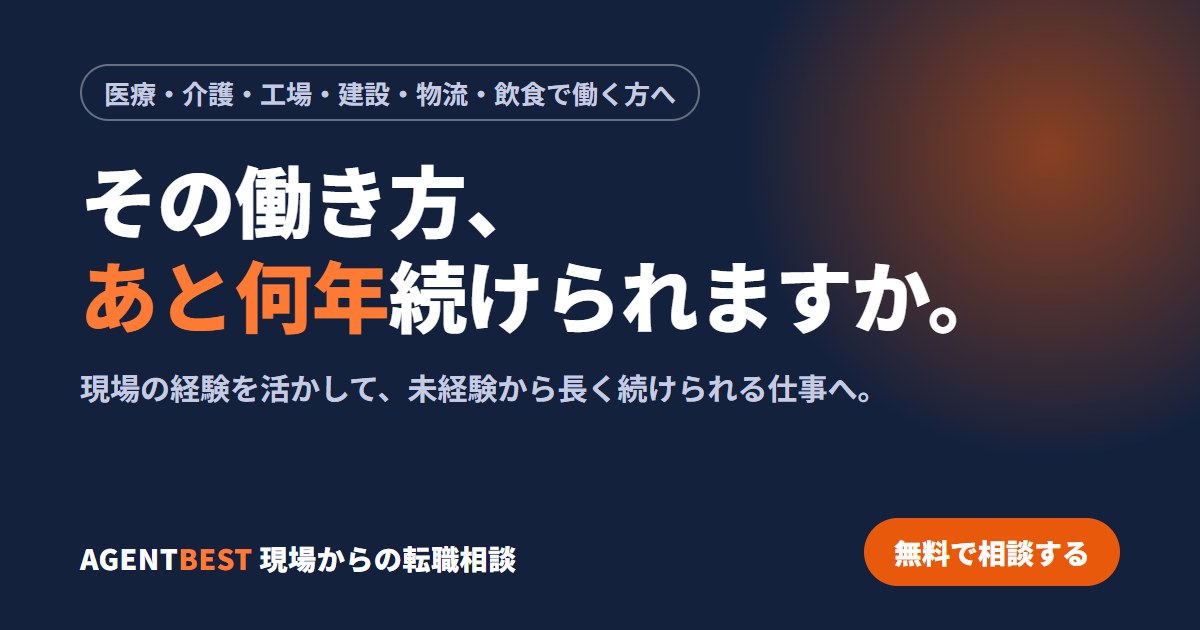 医療・介護・工場・建設・物流・飲食で働く方へ
その働き方、
あと何年続けられますか。
現場の経験を活かして、未経験から長く続けられる仕事へ。
AGENTBEST 現場からの転職相談
無料で相談する